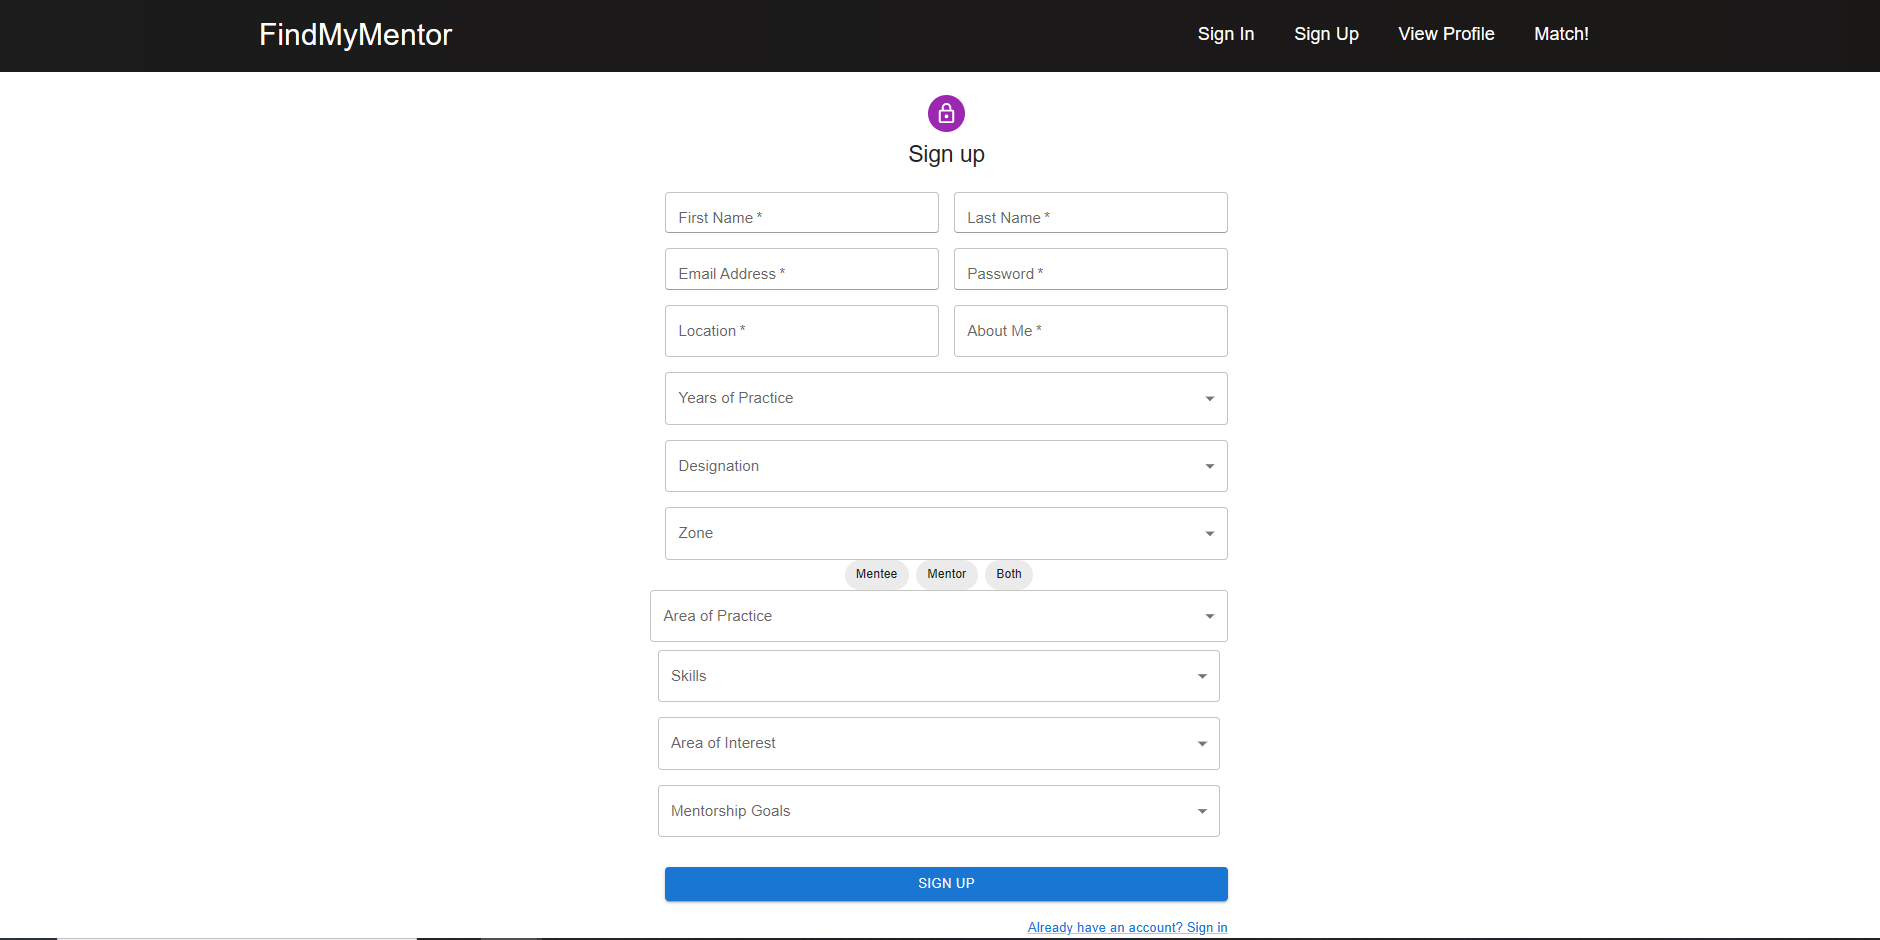 FindMyMentor Sign In Sign Up View Profile Match!
Sign up
First Name * Last Name *
Email Address * Password *
Location * About Me *
Years of Practice
Designation
Zone
Mentee Mentor Both
Area of Practice
Skills
Area of Interest
Mentorship Goals
SIGN UP
Already have an account? Sign in